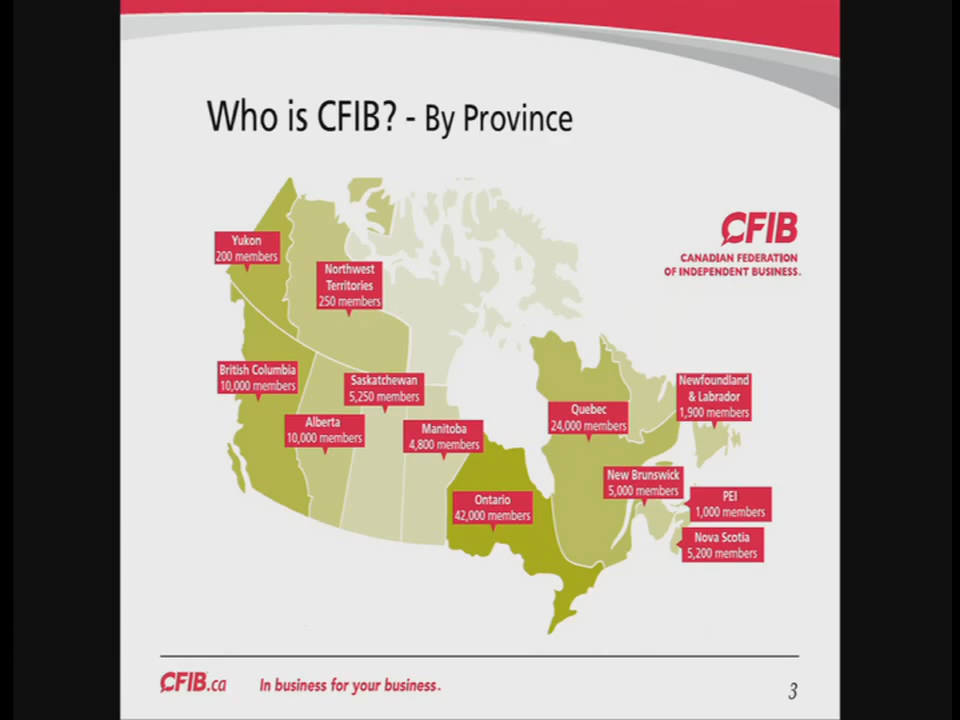 Who is CFIB? - By Province
CFIB
CANADIAN FEDERATION
OF INDEPENDENT BUSINESS.
Yukon
200 members
Northwest
Territories
250 members
British Columbia
10,000 members
Saskatchewan
5,250 members
Alberta
10,000 members
Manitoba
4,800 members
Ontario
42,000 members
Quebec
24,000 members
Newfoundland
& Labrador
1,900 members
New Brunswick
5,000 members
PEI
1,000 members
Nova Scotia
5,200 members
CFIB.ca
In business for your business.
3